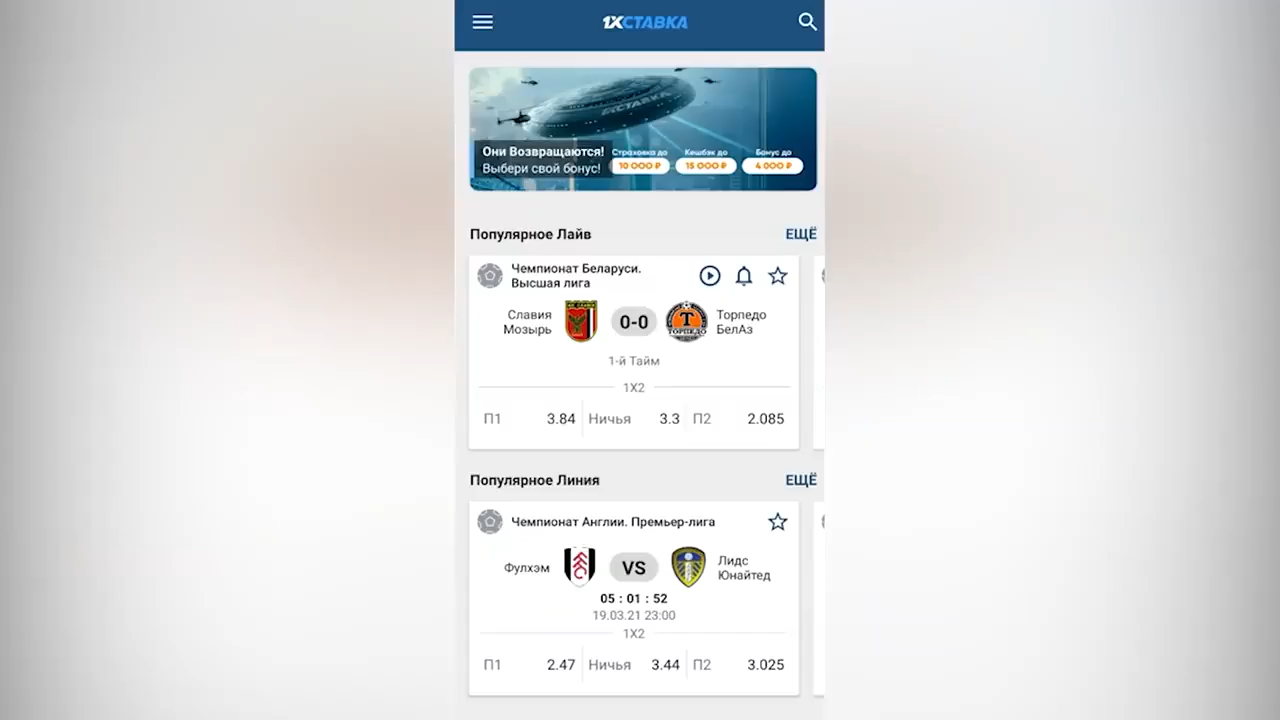 1XСТАВКА
1XСТАВКА
Они Возвращаются!
Выбери свой бонус!
Страховка до
10 000 ₽
Кешбэк до
15 000 ₽
Бонус до
4 000 ₽
Популярное Лайв
ЕЩЁ
Чемпионат Беларуси.
Высшая лига
Славия
Мозырь
0-0
Т
ТОРПЕДО
Торпедо
БелАз
1-й Тайм
1X2
П1 3.84 Ничья 3.3 П2 2.085
Популярное Линия
ЕЩЁ
Чемпионат Англии. Премьер-лига
Фулхэм
VS
Лидс
Юнайтед
05 : 01 : 52
19.03.21 23:00
1X2
П1 2.47 Ничья 3.44 П2 3.025